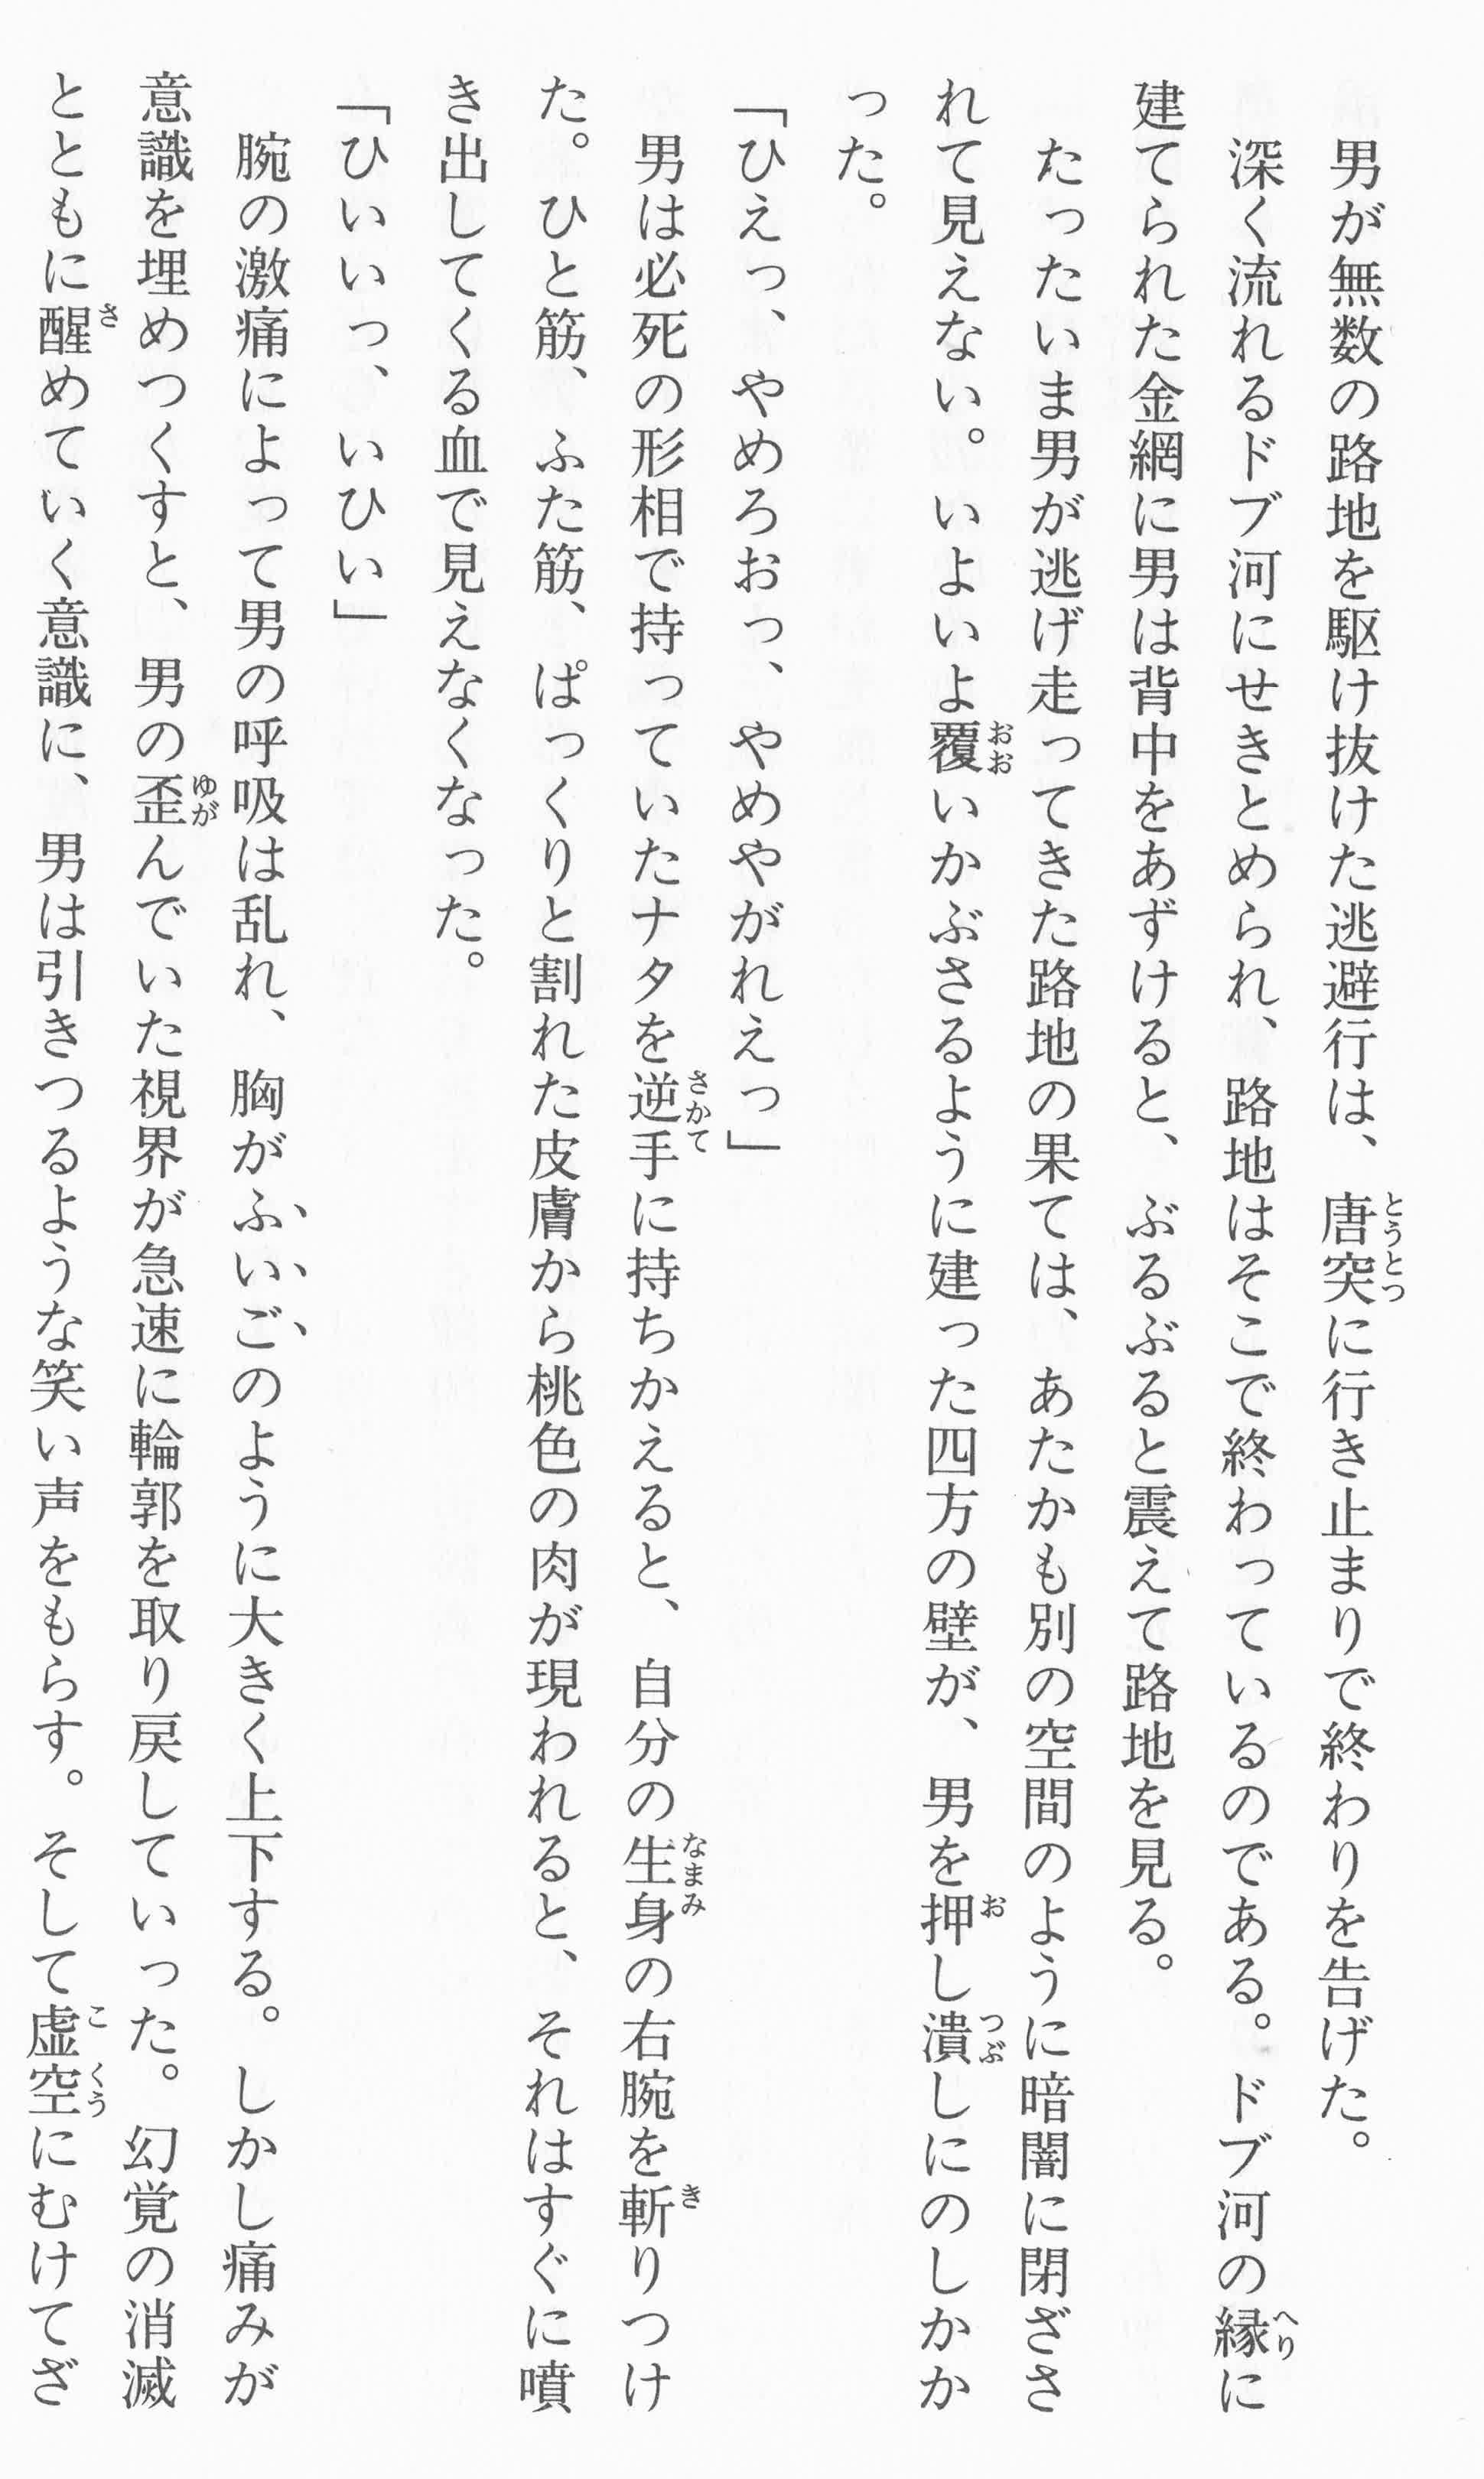 男が無数の路地を駆け抜けた逃避行は、唐突に行き止まりで終わりを告げた。
　深く流れるドブ河にせきとめられ、路地はそこで終わっているのである。ドブ河の縁に
建てられた金網に男は背中をあずけると、ぶるぶると震えて路地を見る。
　たったいま男が逃げ走ってきた路地の果ては、あたかも別の空間のように暗闇に閉ざさ
れて見えない。いよいよ覆いかぶさるように建った四方の壁が、男を押し潰しにのしかか
った。
「ひえっ、やめろおっ、やめやがれえっ」
　男は必死の形相で持っていたナタを逆手に持ちかえると、自分の生身の右腕を斬りつけ
た。ひと筋、ふた筋、ぱっくりと割れた皮膚から桃色の肉が現われると、それはすぐに噴
き出してくる血で見えなくなった。
「ひいいっ、いひい」
　腕の激痛によって男の呼吸は乱れ、胸がふいごのように大きく上下する。しかし痛みが
意識を埋めつくすと、男の歪んでいた視界が急速に輪郭を取り戻していった。幻覚の消滅
とともに醒めていく意識に、男は引きつるような笑い声をもらす。そして虚空にむけてざ